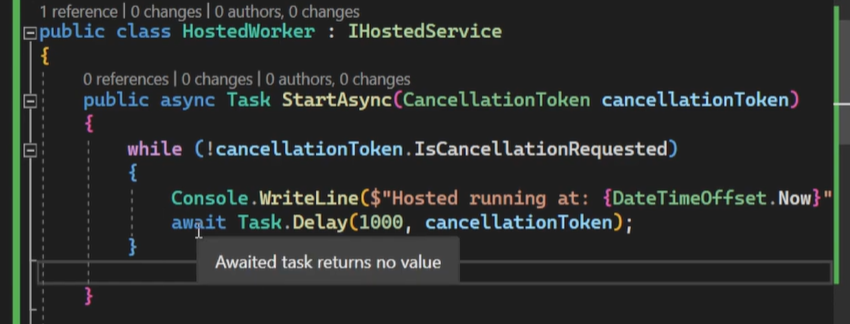 1 reference | 0 changes | 0 authors, 0 changes
public class HostedWorker : IHostedService
{
0 references | 0 changes | 0 authors, 0 changes
public async Task StartAsync(CancellationToken cancellationToken)
{
while (!cancellationToken.IsCancellationRequested)
{
Console.WriteLine($"Hosted running at: {DateTimeOffset.Now}"
await Task.Delay(1000, cancellationToken);
}
Awaited task returns no value
}